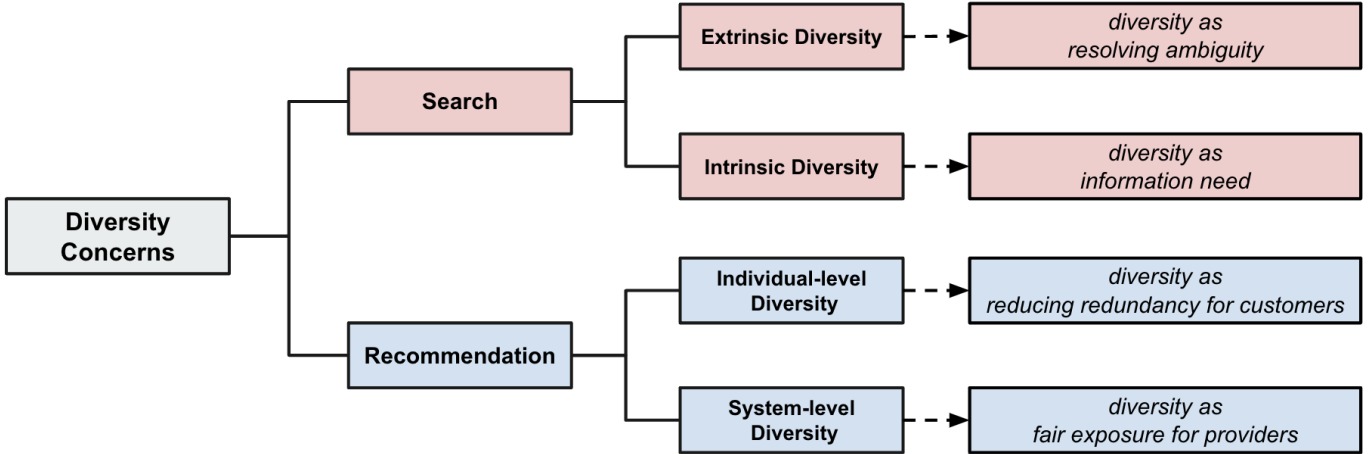 Extrinsic Diversity
diversity as
resolving ambiguity
Search
Intrinsic Diversity
diversity as
information need
Diversity
Concerns
Individual-level
Diversity
diversity as
reducing redundancy for customers
Recommendation
System-level
Diversity
diversity as
fair exposure for providers